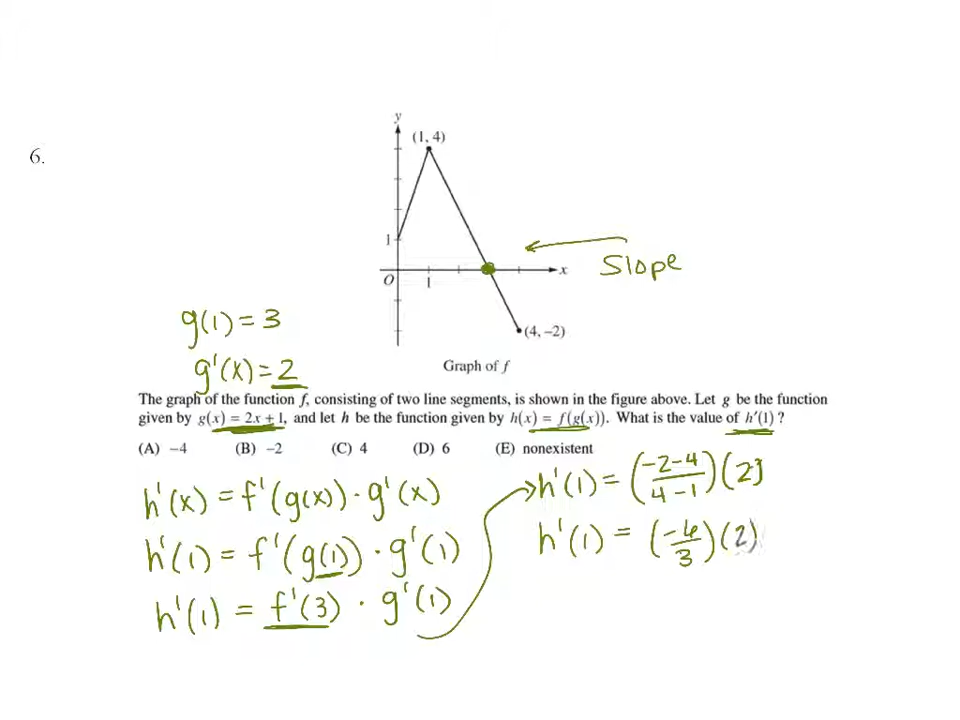 6.
y
(1, 4)
1
O
1
x
Slope
(4, −2)
g(1) = 3
g'(x) = 2
Graph of f
The graph of the function f, consisting of two line segments, is shown in the figure above. Let g be the function
given by g(x) = 2x + 1, and let h be the function given by h(x) = f(g(x)). What is the value of h′(1) ?
(A) −4 (B) −2 (C) 4 (D) 6 (E) nonexistent
h'(x) = f'(g(x)) · g'(x)
h'(1) = f'(g(1)) · g'(1)
h'(1) = f'(3) · g'(1)
h'(1) = (-2-4/4-1)(2)
h'(1) = (-6/3)(2)